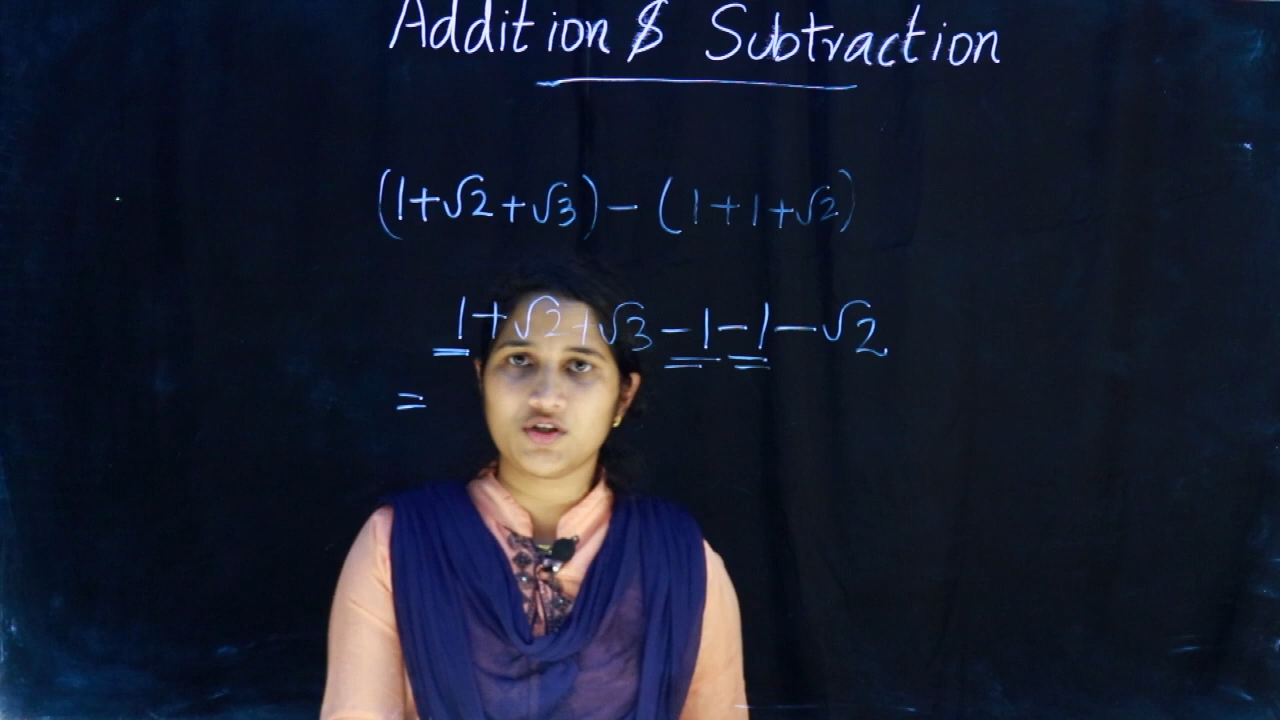 Addition & Subtraction
(1+√2+√3)-(1+1+√2)
1+√2+√3-1-1-√2
=